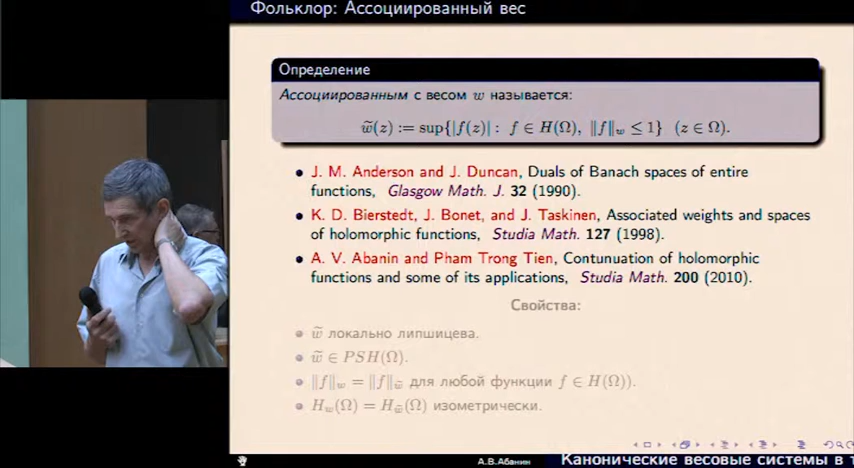 Фольклор: Ассоциированный вес
Определение
Ассоциированным с весом w называется:
w̃(z) := sup{|f(z)| : f ∈ H(Ω), ‖f‖_w ≤ 1} (z ∈ Ω).
• J. M. Anderson and J. Duncan, Duals of Banach spaces of entire
functions, Glasgow Math. J. 32 (1990).
• K. D. Bierstedt, J. Bonet, and J. Taskinen, Associated weights and spaces
of holomorphic functions, Studia Math. 127 (1998).
• A. V. Abanin and Pham Trong Tien, Contunuation of holomorphic
functions and some of its applications, Studia Math. 200 (2010).
Свойства:
• w̃ локально липшицева.
• w̃ ∈ PSH(Ω).
• ‖f‖_w = ‖f‖_w̃ для любой функции f ∈ H(Ω)).
• H_w(Ω) = H_w̃(Ω) изометрически.
А.В.Абанин
Канонические весовые системы в т